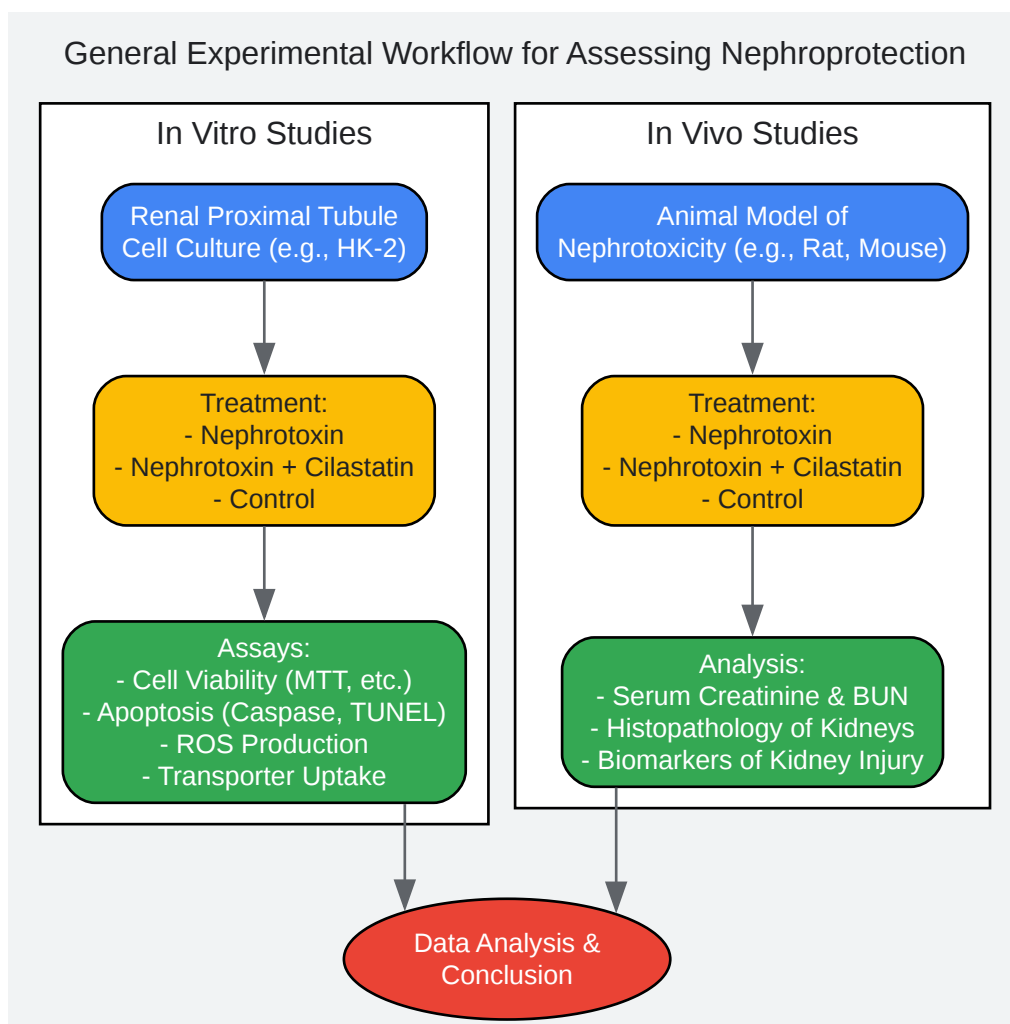 General Experimental Workflow for Assessing Nephroprotection
In Vitro Studies
Renal Proximal Tubule
Cell Culture (e.g., HK-2)
Treatment:
- Nephrotoxin
- Nephrotoxin + Cilastatin
- Control
Assays:
- Cell Viability (MTT, etc.)
- Apoptosis (Caspase, TUNEL)
- ROS Production
- Transporter Uptake
In Vivo Studies
Animal Model of
Nephrotoxicity (e.g., Rat, Mouse)
Treatment:
- Nephrotoxin
- Nephrotoxin + Cilastatin
- Control
Analysis:
- Serum Creatinine & BUN
- Histopathology of Kidneys
- Biomarkers of Kidney Injury
Data Analysis &
Conclusion